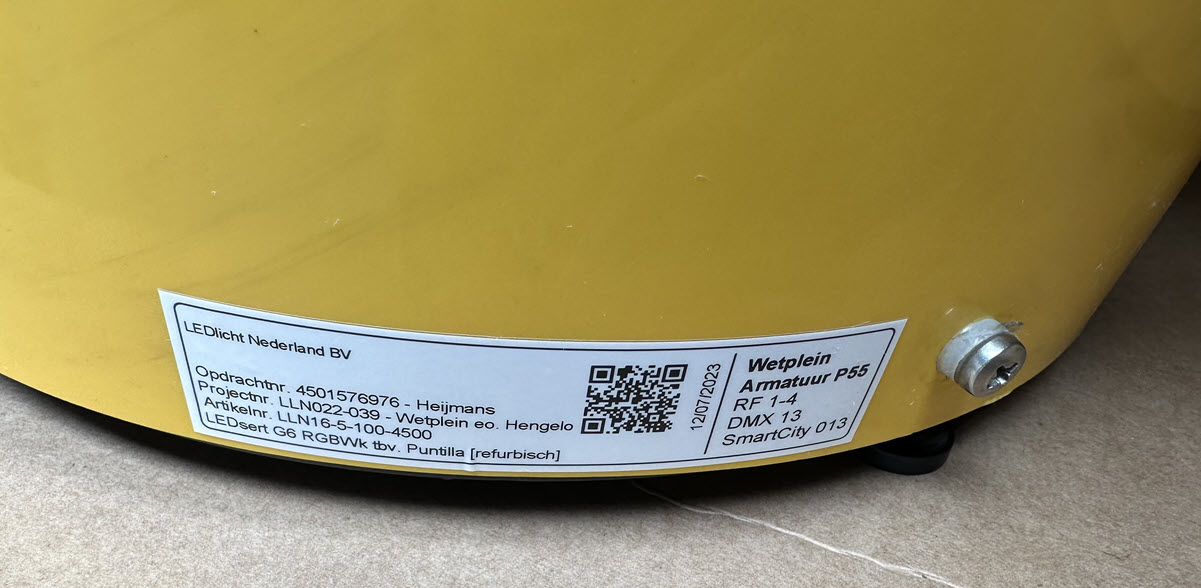 LEDlicht Nederland BV
Opdrachtnr. 4501576976 - Heijmans
Projectnr. LLN022-039 - Wetplein eo. Hengelo
Artikelnr. LLN16-5-100-4500
LEDsert G6 RGBWk tbv. Puntilla [refurbisch]
12/07/2023
Wetplein
Armatuur P55
RF 1-4
DMX 13
SmartCity 013